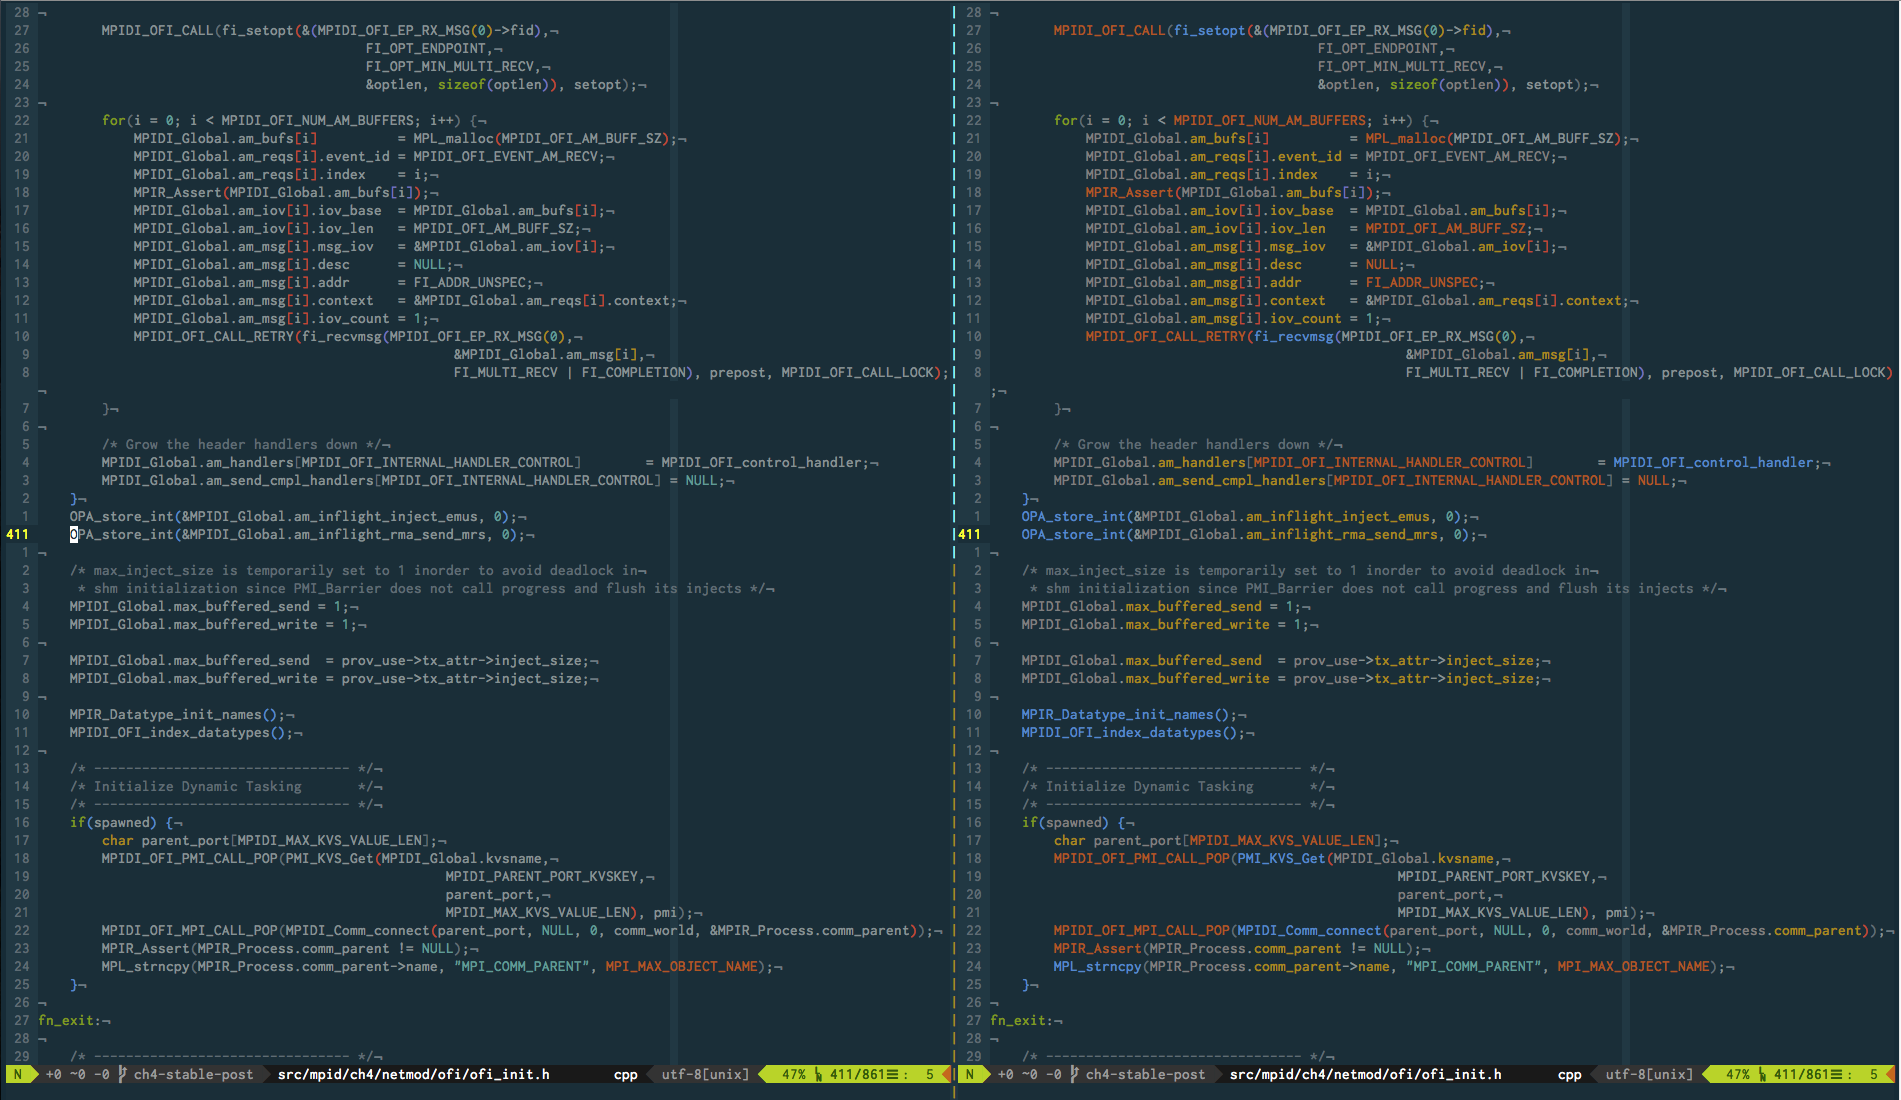 28 ¬
27         MPIDI_OFI_CALL(fi_setopt(&(MPIDI_OFI_EP_RX_MSG(0)->fid),¬
26                                          FI_OPT_ENDPOINT,¬
25                                          FI_OPT_MIN_MULTI_RECV,¬
24                                          &optlen, sizeof(optlen)), setopt);¬
23 ¬
22         for(i = 0; i < MPIDI_OFI_NUM_AM_BUFFERS; i++) {¬
21             MPIDI_Global.am_bufs[i]          = MPL_malloc(MPIDI_OFI_AM_BUFF_SZ);¬
20             MPIDI_Global.am_reqs[i].event_id = MPIDI_OFI_EVENT_AM_RECV;¬
19             MPIDI_Global.am_reqs[i].index    = i;¬
18             MPIR_Assert(MPIDI_Global.am_bufs[i]);¬
17             MPIDI_Global.am_iov[i].iov_base  = MPIDI_Global.am_bufs[i];¬
16             MPIDI_Global.am_iov[i].iov_len   = MPIDI_OFI_AM_BUFF_SZ;¬
15             MPIDI_Global.am_msg[i].msg_iov   = &MPIDI_Global.am_iov[i];¬
14             MPIDI_Global.am_msg[i].desc      = NULL;¬
13             MPIDI_Global.am_msg[i].addr      = FI_ADDR_UNSPEC;¬
12             MPIDI_Global.am_msg[i].context   = &MPIDI_Global.am_reqs[i].context;¬
11             MPIDI_Global.am_msg[i].iov_count = 1;¬
10             MPIDI_OFI_CALL_RETRY(fi_recvmsg(MPIDI_OFI_EP_RX_MSG(0),¬
9                                                     &MPIDI_Global.am_msg[i],¬
8                                                     FI_MULTI_RECV | FI_COMPLETION), prepost, MPIDI_OFI_CALL_LOCK);
¬
7         }¬
6 ¬
5         /* Grow the header handlers down */¬
4         MPIDI_Global.am_handlers[MPIDI_OFI_INTERNAL_HANDLER_CONTROL]        = MPIDI_OFI_control_handler;¬
3         MPIDI_Global.am_send_cmpl_handlers[MPIDI_OFI_INTERNAL_HANDLER_CONTROL] = NULL;¬
2     }¬
1     OPA_store_int(&MPIDI_Global.am_inflight_inject_emus, 0);¬
411     OPA_store_int(&MPIDI_Global.am_inflight_rma_send_mrs, 0);¬
1 ¬
2     /* max_inject_size is temporarily set to 1 inorder to avoid deadlock in¬
3      * shm initialization since PMI_Barrier does not call progress and flush its injects */¬
4     MPIDI_Global.max_buffered_send = 1;¬
5     MPIDI_Global.max_buffered_write = 1;¬
6 ¬
7     MPIDI_Global.max_buffered_send  = prov_use->tx_attr->inject_size;¬
8     MPIDI_Global.max_buffered_write = prov_use->tx_attr->inject_size;¬
9 ¬
10     MPIR_Datatype_init_names();¬
11     MPIDI_OFI_index_datatypes();¬
12 ¬
13     /* -------------------------------- */¬
14     /* Initialize Dynamic Tasking       */¬
15     /* -------------------------------- */¬
16     if(spawned) {¬
17         char parent_port[MPIDI_MAX_KVS_VALUE_LEN];¬
18         MPIDI_OFI_PMI_CALL_POP(PMI_KVS_Get(MPIDI_Global.kvsname,¬
19                                                    MPIDI_PARENT_PORT_KVSKEY,¬
20                                                    parent_port,¬
21                                                    MPIDI_MAX_KVS_VALUE_LEN), pmi);¬
22         MPIDI_OFI_MPI_CALL_POP(MPIDI_Comm_connect(parent_port, NULL, 0, comm_world, &MPIR_Process.comm_parent));¬
23         MPIR_Assert(MPIR_Process.comm_parent != NULL);¬
24         MPL_strncpy(MPIR_Process.comm_parent->name, "MPI_COMM_PARENT", MPI_MAX_OBJECT_NAME);¬
25     }¬
26 ¬
27 fn_exit:¬
28 ¬
29     /* -------------------------------- */¬
N +0 ~0 -0 ch4-stable-post src/mpid/ch4/netmod/ofi/ofi_init.h cpp utf-8[unix] 47% 411/861☰ : 5
28 ¬
27         MPIDI_OFI_CALL(fi_setopt(&(MPIDI_OFI_EP_RX_MSG(0)->fid),¬
26                                          FI_OPT_ENDPOINT,¬
25                                          FI_OPT_MIN_MULTI_RECV,¬
24                                          &optlen, sizeof(optlen)), setopt);¬
23 ¬
22         for(i = 0; i < MPIDI_OFI_NUM_AM_BUFFERS; i++) {¬
21             MPIDI_Global.am_bufs[i]          = MPL_malloc(MPIDI_OFI_AM_BUFF_SZ);¬
20             MPIDI_Global.am_reqs[i].event_id = MPIDI_OFI_EVENT_AM_RECV;¬
19             MPIDI_Global.am_reqs[i].index    = i;¬
18             MPIR_Assert(MPIDI_Global.am_bufs[i]);¬
17             MPIDI_Global.am_iov[i].iov_base  = MPIDI_Global.am_bufs[i];¬
16             MPIDI_Global.am_iov[i].iov_len   = MPIDI_OFI_AM_BUFF_SZ;¬
15             MPIDI_Global.am_msg[i].msg_iov   = &MPIDI_Global.am_iov[i];¬
14             MPIDI_Global.am_msg[i].desc      = NULL;¬
13             MPIDI_Global.am_msg[i].addr      = FI_ADDR_UNSPEC;¬
12             MPIDI_Global.am_msg[i].context   = &MPIDI_Global.am_reqs[i].context;¬
11             MPIDI_Global.am_msg[i].iov_count = 1;¬
10             MPIDI_OFI_CALL_RETRY(fi_recvmsg(MPIDI_OFI_EP_RX_MSG(0),¬
9                                                     &MPIDI_Global.am_msg[i],¬
8                                                     FI_MULTI_RECV | FI_COMPLETION), prepost, MPIDI_OFI_CALL_LOCK)
;¬
7         }¬
6 ¬
5         /* Grow the header handlers down */¬
4         MPIDI_Global.am_handlers[MPIDI_OFI_INTERNAL_HANDLER_CONTROL]        = MPIDI_OFI_control_handler;¬
3         MPIDI_Global.am_send_cmpl_handlers[MPIDI_OFI_INTERNAL_HANDLER_CONTROL] = NULL;¬
2     }¬
1     OPA_store_int(&MPIDI_Global.am_inflight_inject_emus, 0);¬
411     OPA_store_int(&MPIDI_Global.am_inflight_rma_send_mrs, 0);¬
1 ¬
2     /* max_inject_size is temporarily set to 1 inorder to avoid deadlock in¬
3      * shm initialization since PMI_Barrier does not call progress and flush its injects */¬
4     MPIDI_Global.max_buffered_send = 1;¬
5     MPIDI_Global.max_buffered_write = 1;¬
6 ¬
7     MPIDI_Global.max_buffered_send  = prov_use->tx_attr->inject_size;¬
8     MPIDI_Global.max_buffered_write = prov_use->tx_attr->inject_size;¬
9 ¬
10     MPIR_Datatype_init_names();¬
11     MPIDI_OFI_index_datatypes();¬
12 ¬
13     /* -------------------------------- */¬
14     /* Initialize Dynamic Tasking       */¬
15     /* -------------------------------- */¬
16     if(spawned) {¬
17         char parent_port[MPIDI_MAX_KVS_VALUE_LEN];¬
18         MPIDI_OFI_PMI_CALL_POP(PMI_KVS_Get(MPIDI_Global.kvsname,¬
19                                                    MPIDI_PARENT_PORT_KVSKEY,¬
20                                                    parent_port,¬
21                                                    MPIDI_MAX_KVS_VALUE_LEN), pmi);¬
22         MPIDI_OFI_MPI_CALL_POP(MPIDI_Comm_connect(parent_port, NULL, 0, comm_world, &MPIR_Process.comm_parent));¬
23         MPIR_Assert(MPIR_Process.comm_parent != NULL);¬
24         MPL_strncpy(MPIR_Process.comm_parent->name, "MPI_COMM_PARENT", MPI_MAX_OBJECT_NAME);¬
25     }¬
26 ¬
27 fn_exit:¬
28 ¬
29     /* -------------------------------- */¬
N +0 ~0 -0 ch4-stable-post src/mpid/ch4/netmod/ofi/ofi_init.h cpp utf-8[unix] 47% 411/861☰ : 5